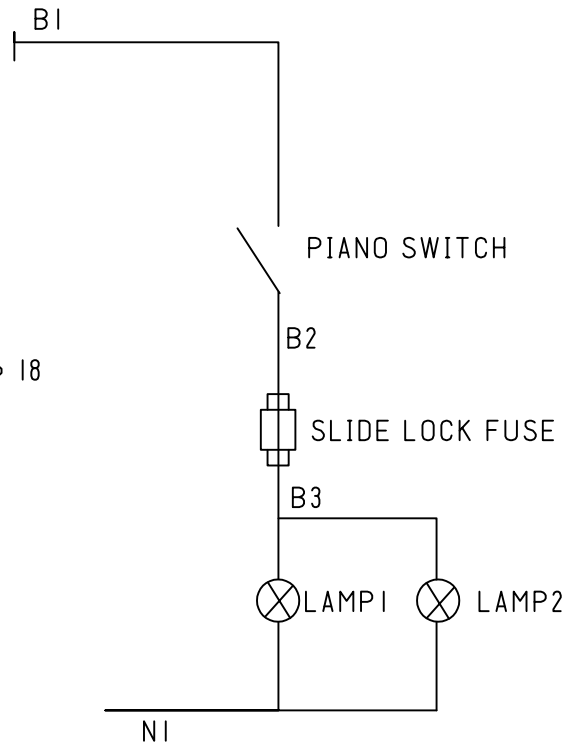 B1
PIANO SWITCH
B2
18
SLIDE LOCK FUSE
B3
LAMP1
LAMP2
N1